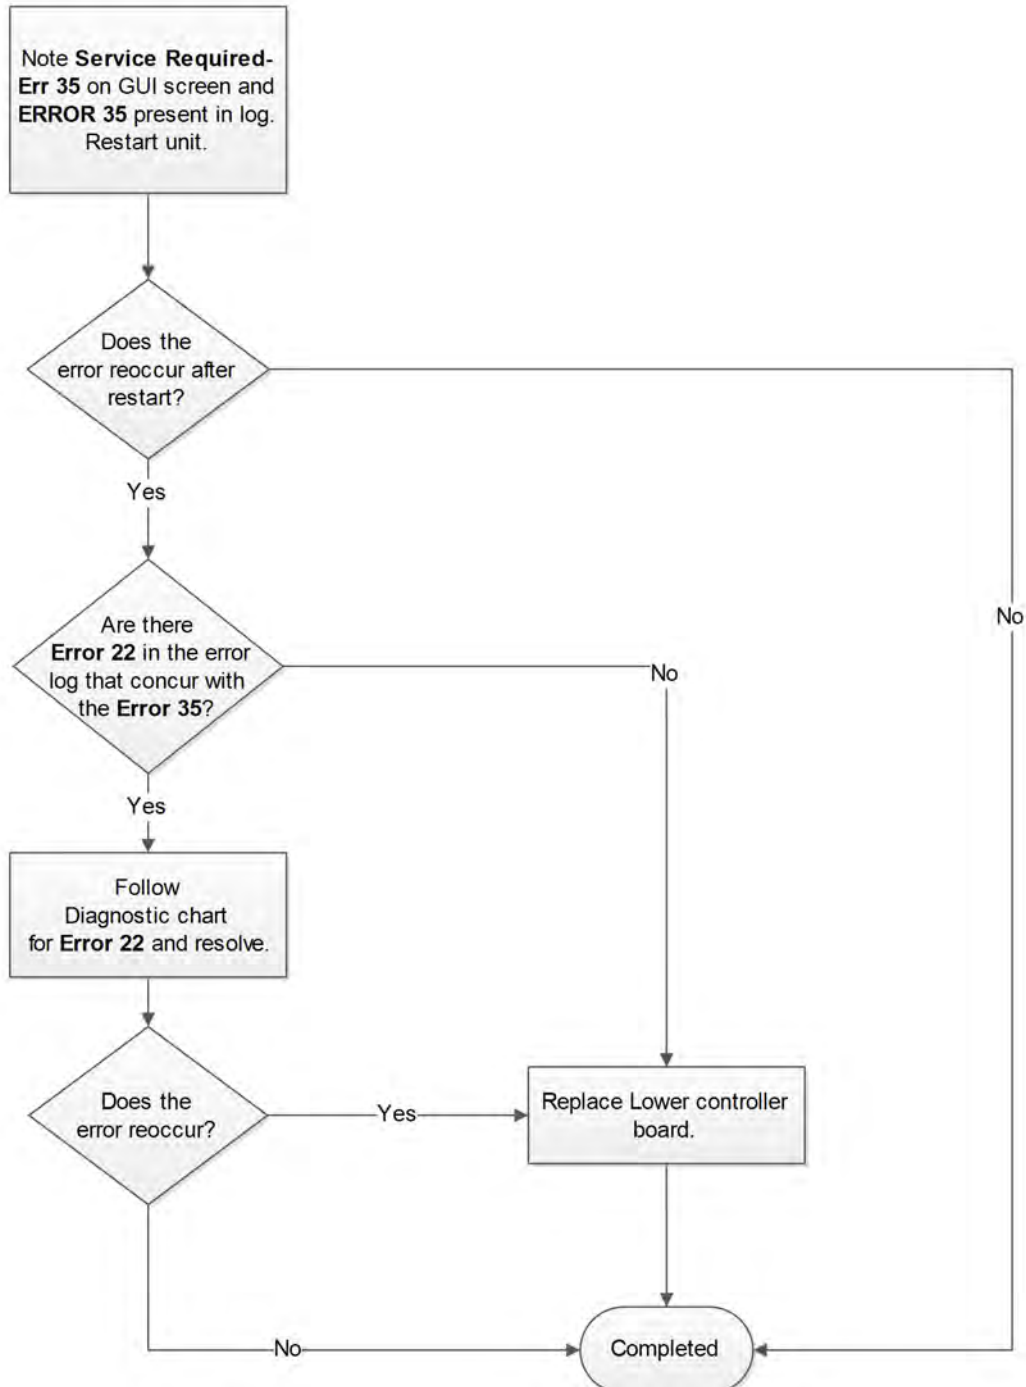 Note Service Required-
Err 35 on GUI screen and
ERROR 35 present in log.
Restart unit.
Does the
error reoccur after
restart?
Yes
No
Are there
Error 22 in the error
log that concur with
the Error 35?
No
Yes
Follow
Diagnostic chart
for Error 22 and resolve.
Does the
error reoccur?
Yes
Replace Lower controller
board.
No
Completed